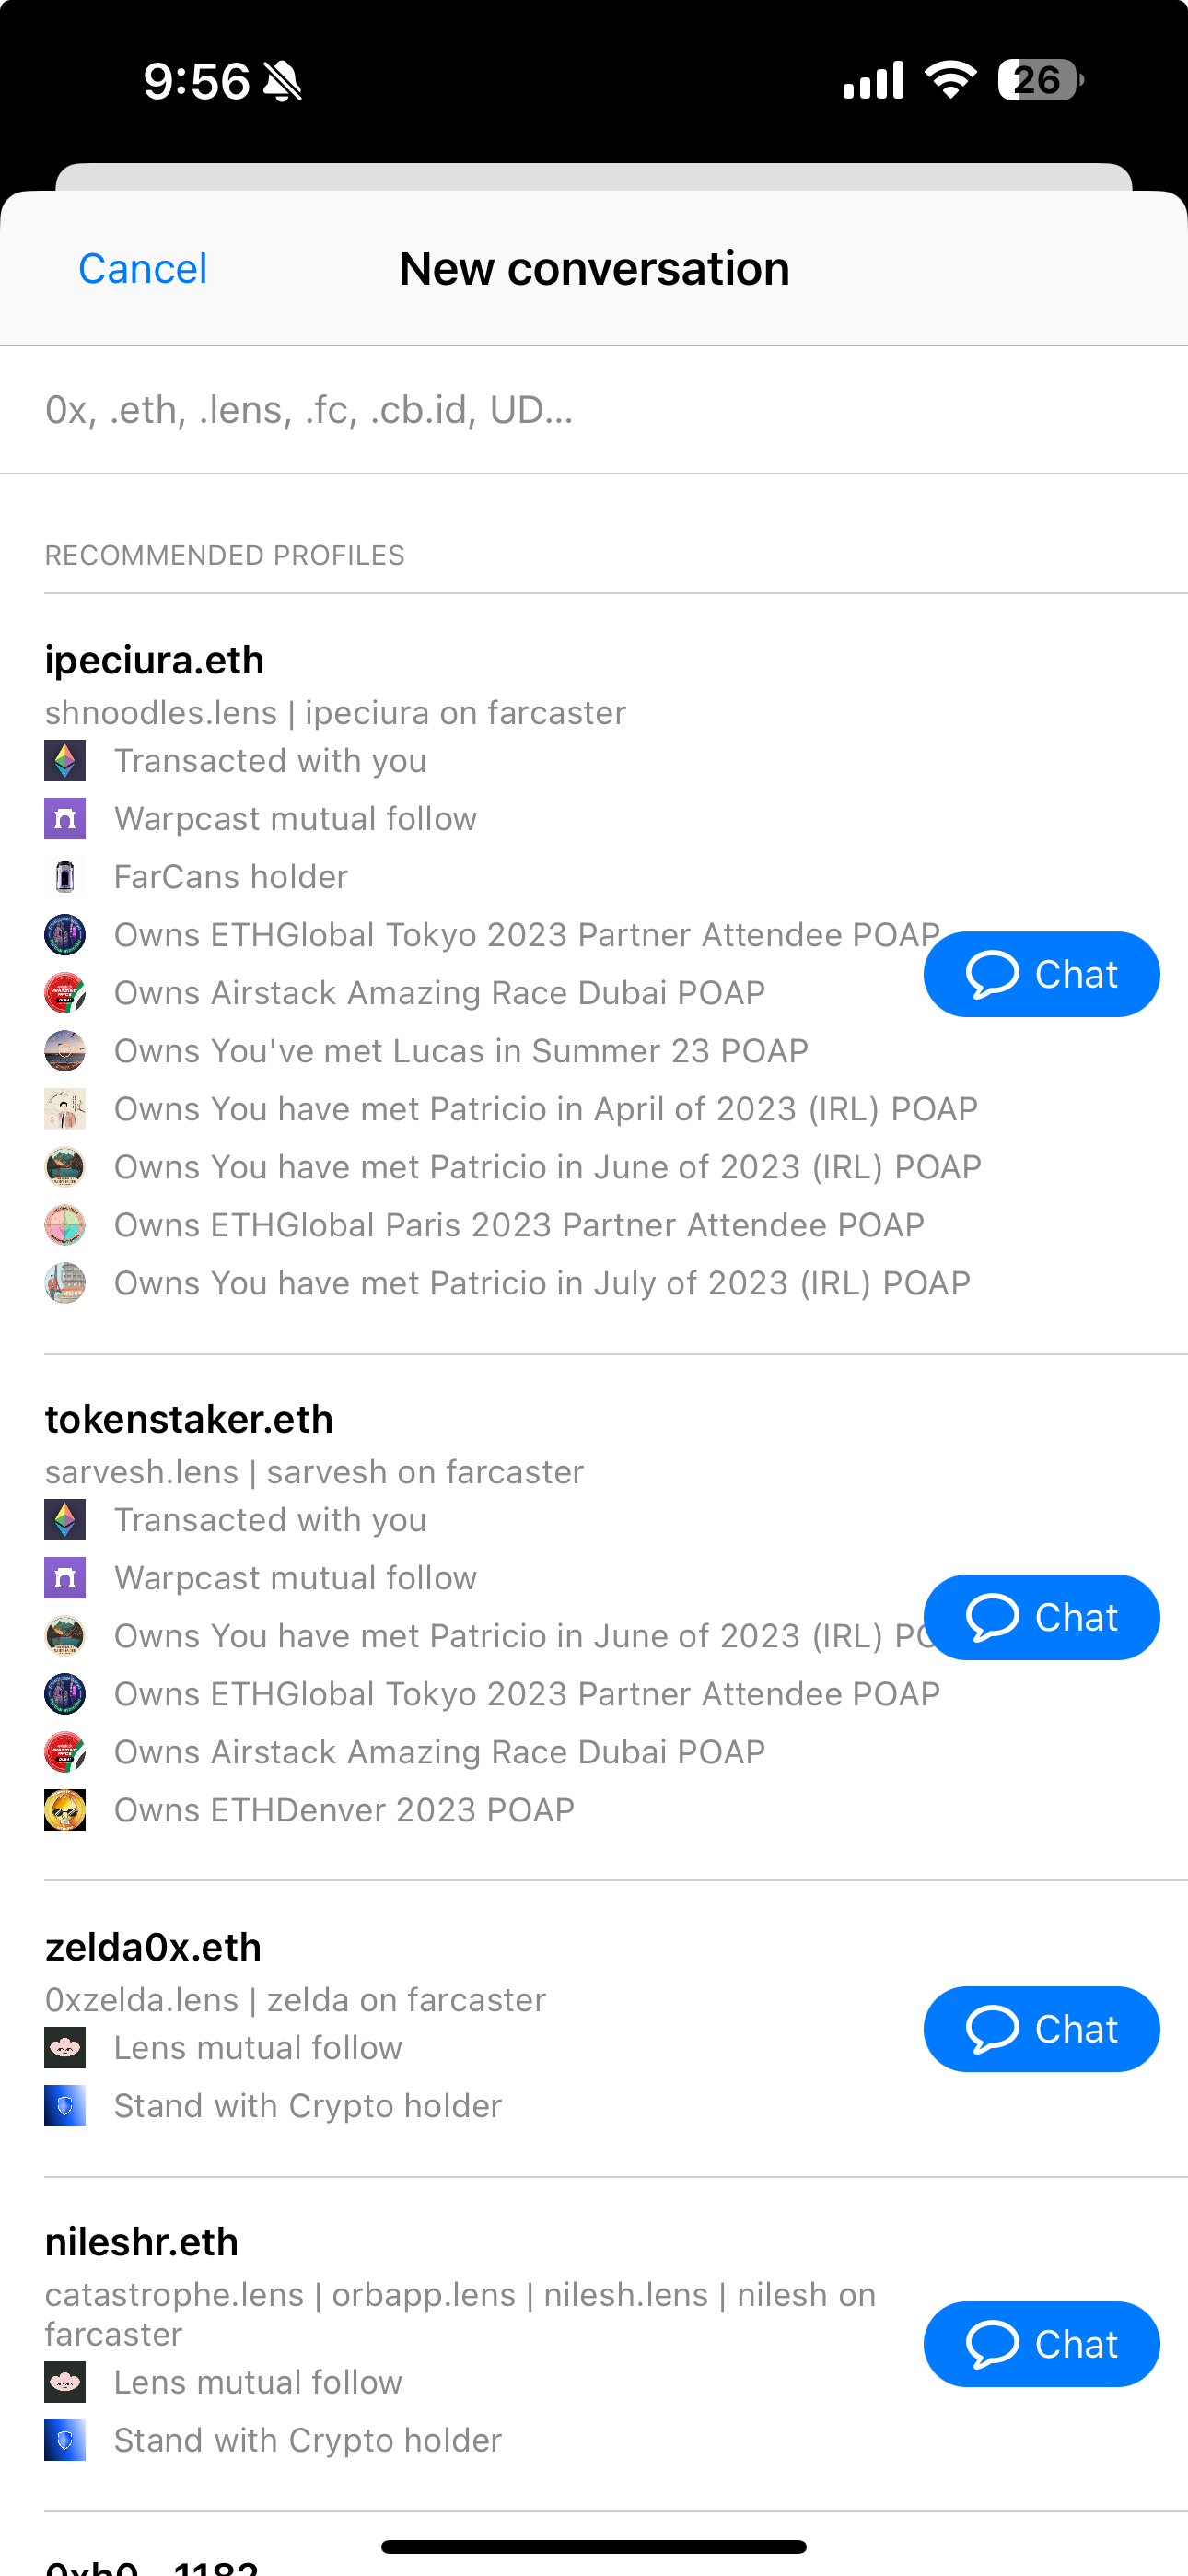 9:56
26
Cancel
New conversation
0x, .eth, .lens, .fc, .cb.id, UD...
RECOMMENDED PROFILES
ipeciura.eth
shnoodles.lens | ipeciura on farcaster
Transacted with you
Warpcast mutual follow
FarCans holder
Owns ETHGlobal Tokyo 2023 Partner Attendee POAP
Chat
Owns Airstack Amazing Race Dubai POAP
Owns You've met Lucas in Summer 23 POAP
Owns You have met Patricio in April of 2023 (IRL) POAP
Owns You have met Patricio in June of 2023 (IRL) POAP
Owns ETHGlobal Paris 2023 Partner Attendee POAP
Owns You have met Patricio in July of 2023 (IRL) POAP
tokenstaker.eth
sarvesh.lens | sarvesh on farcaster
Transacted with you
Warpcast mutual follow
Chat
Owns You have met Patricio in June of 2023 (IRL)
Owns ETHGlobal Tokyo 2023 Partner Attendee POAP
Owns Airstack Amazing Race Dubai POAP
Owns ETHDenver 2023 POAP
zelda0x.eth
0xzelda.lens | zelda on farcaster
Chat
Lens mutual follow
Stand with Crypto holder
nileshr.eth
catastrophe.lens | orbapp.lens | nilesh.lens | nilesh on
farcaster
Chat
Lens mutual follow
Stand with Crypto holder